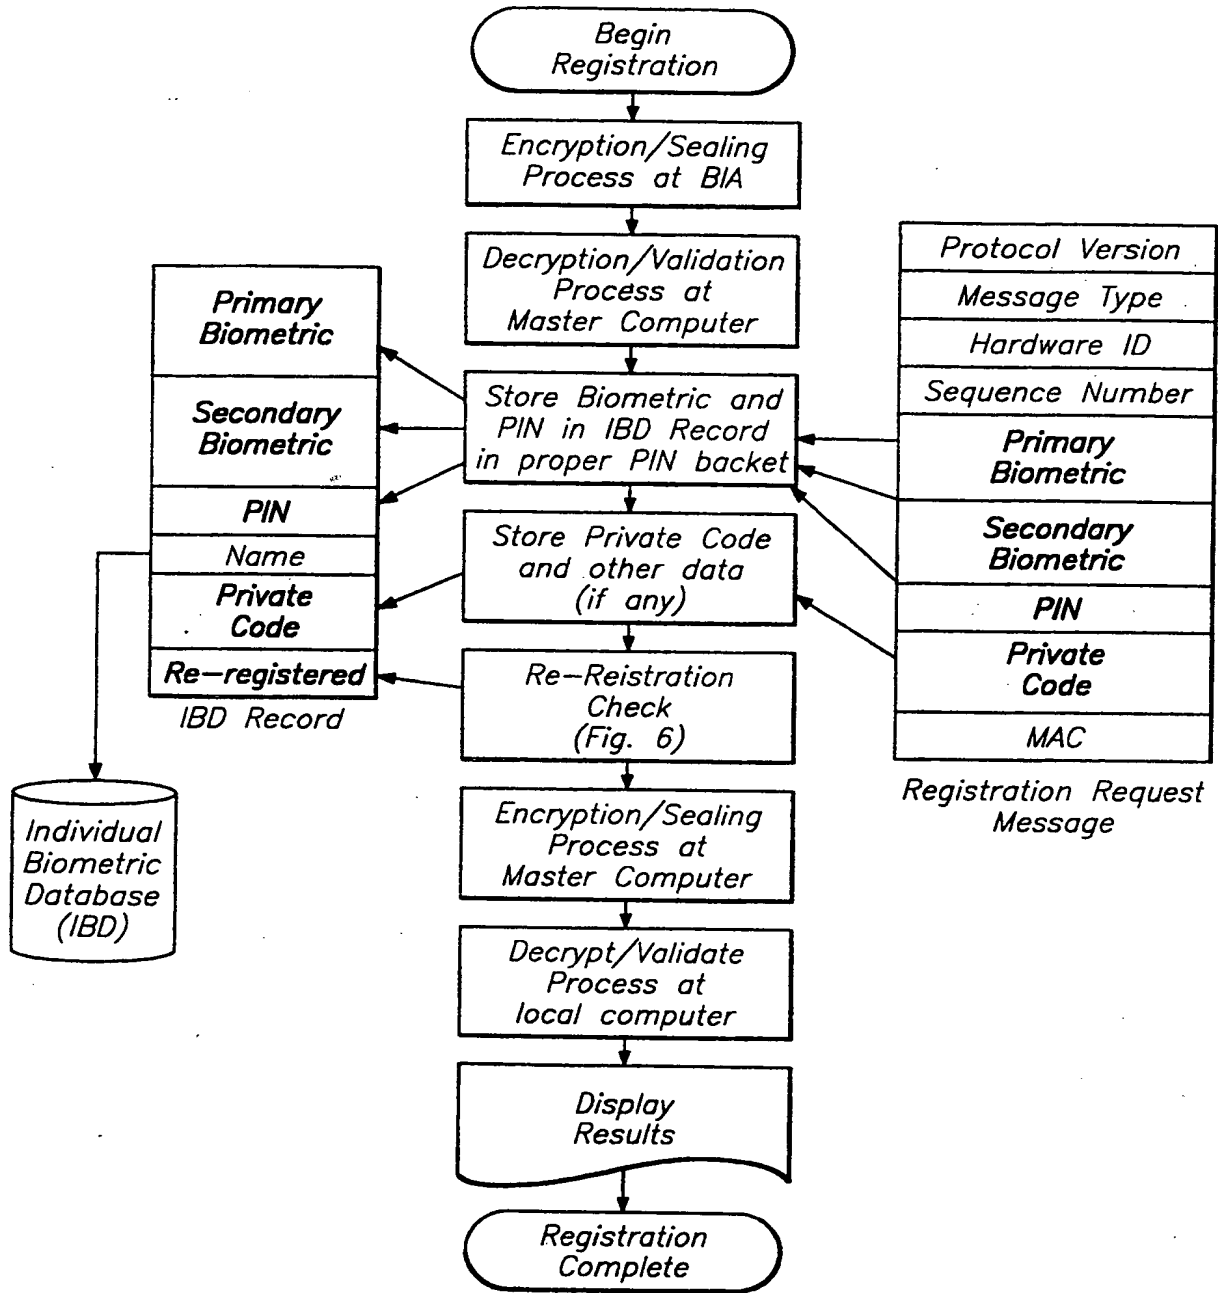 Begin
Registration
Encryption/Sealing
Process at BIA
Decryption/Validation
Process at
Master Computer
Store Biometric and
PIN in IBD Record
in proper PIN backet
Store Private Code
and other data
(if any)
Re-Reistration
Check
(Fig. 6)
Encryption/Sealing
Process at
Master Computer
Decrypt/Validate
Process at
local computer
Display
Results
Registration
Complete
Primary
Biometric
Secondary
Biometric
PIN
Name
Private
Code
Re-registered
IBD Record
Individual
Biometric
Database
(IBD)
Protocol Version
Message Type
Hardware ID
Sequence Number
Primary
Biometric
Secondary
Biometric
PIN
Private
Code
MAC
Registration Request
Message